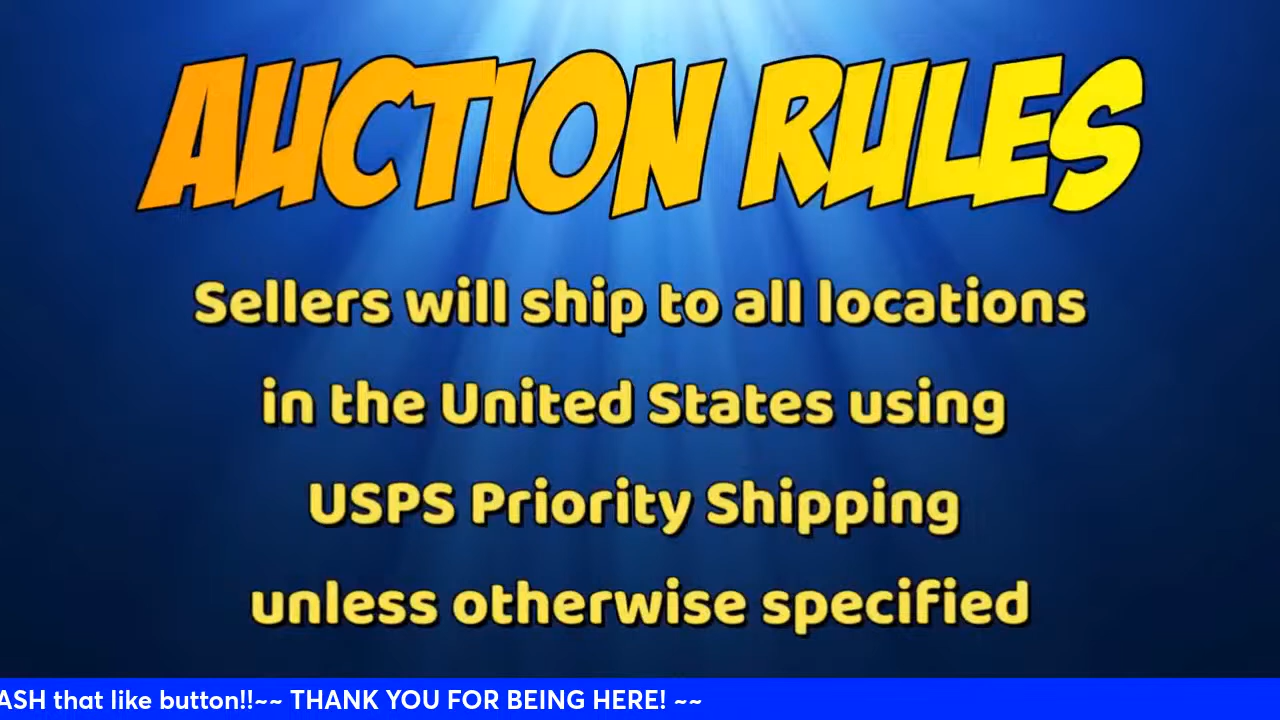 AUCTION RULES
Sellers will ship to all locations
in the United States using
USPS Priority Shipping
unless otherwise specified
ASH that like button!!~~ THANK YOU FOR BEING HERE! ~~